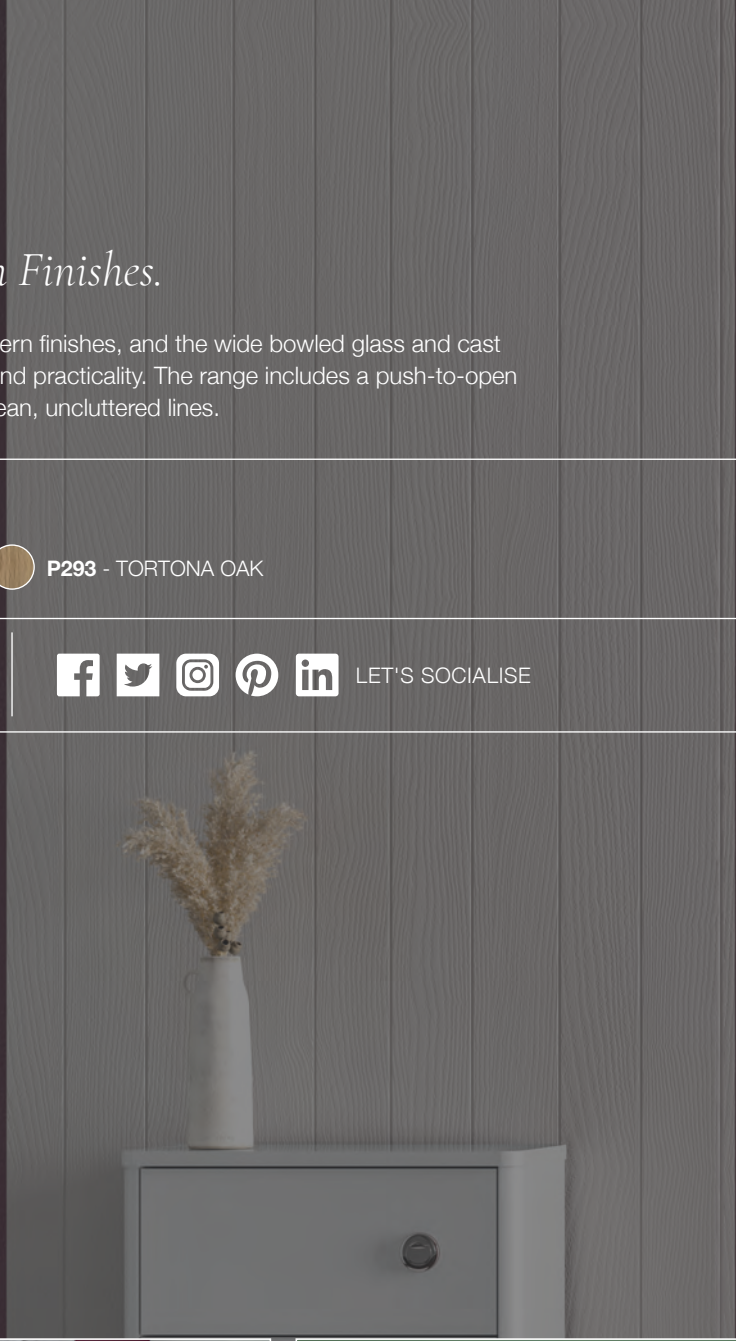 n Finishes.
ern finishes, and the wide bowled glass and cast
nd practicality. The range includes a push-to-open
ean, uncluttered lines.
P293 - TORTONA OAK
LET'S SOCIALISE